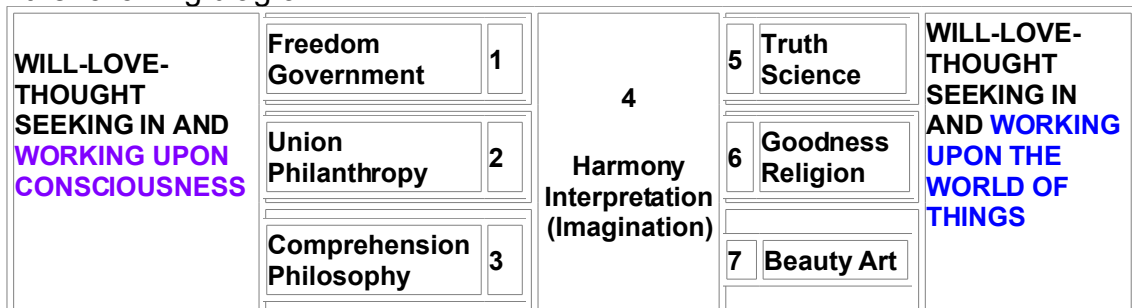 WILL-LOVE-
THOUGHT
SEEKING IN AND
WORKING UPON
CONSCIOUSNESS
Freedom
Government
1
Union
Philanthropy
2
Comprehension
Philosophy
3
4
Harmony
Interpretation
(Imagination)
5
Truth
Science
6
Goodness
Religion
7
Beauty Art
WILL-LOVE-
THOUGHT
SEEKING IN
AND WORKING
UPON THE
WORLD OF
THINGS